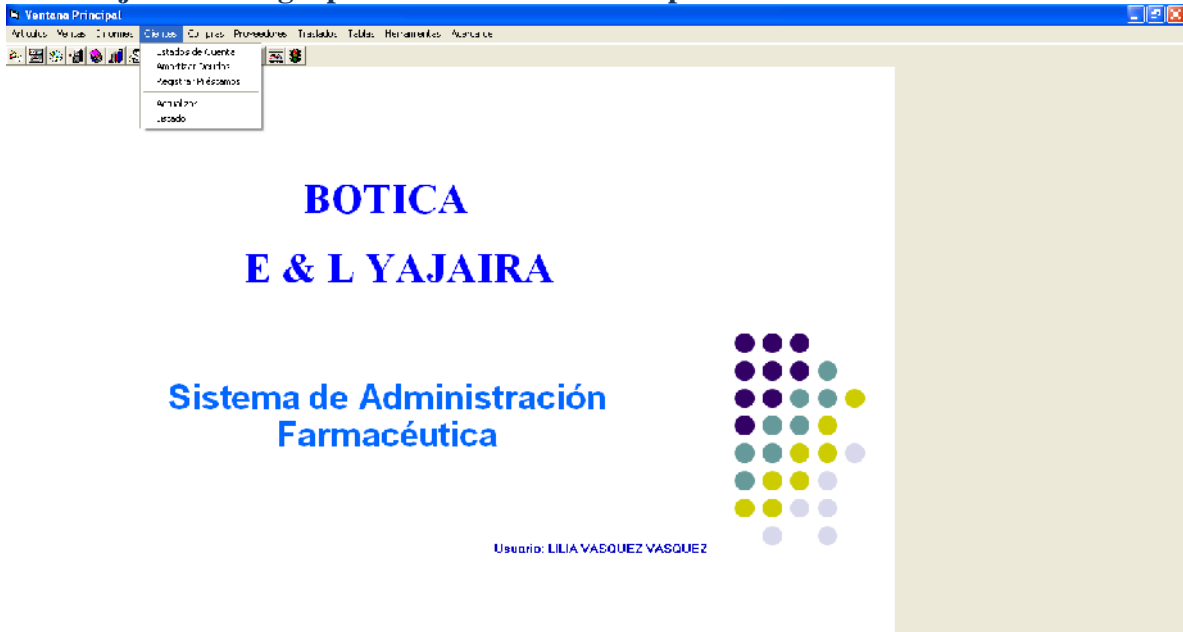 Ventana Principal
Articulos Ventas Informes Clientes Compras Proveedores Traslados Tablas Herramientas Acerca de
Estados de Cuenta
Amortizar Deudas
Registrar Préstamos
Actualizar
Listado
BOTICA
E & L YAJAIRA
Sistema de Administración
Farmacéutica
Usuario: LILIA VASQUEZ VASQUEZ